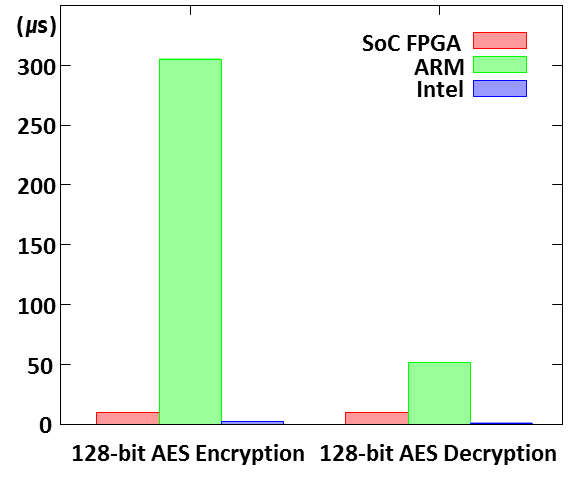 (µs)
SoC FPGA
ARM
Intel
300
250
200
150
100
50
0
128-bit AES Encryption
128-bit AES Decryption